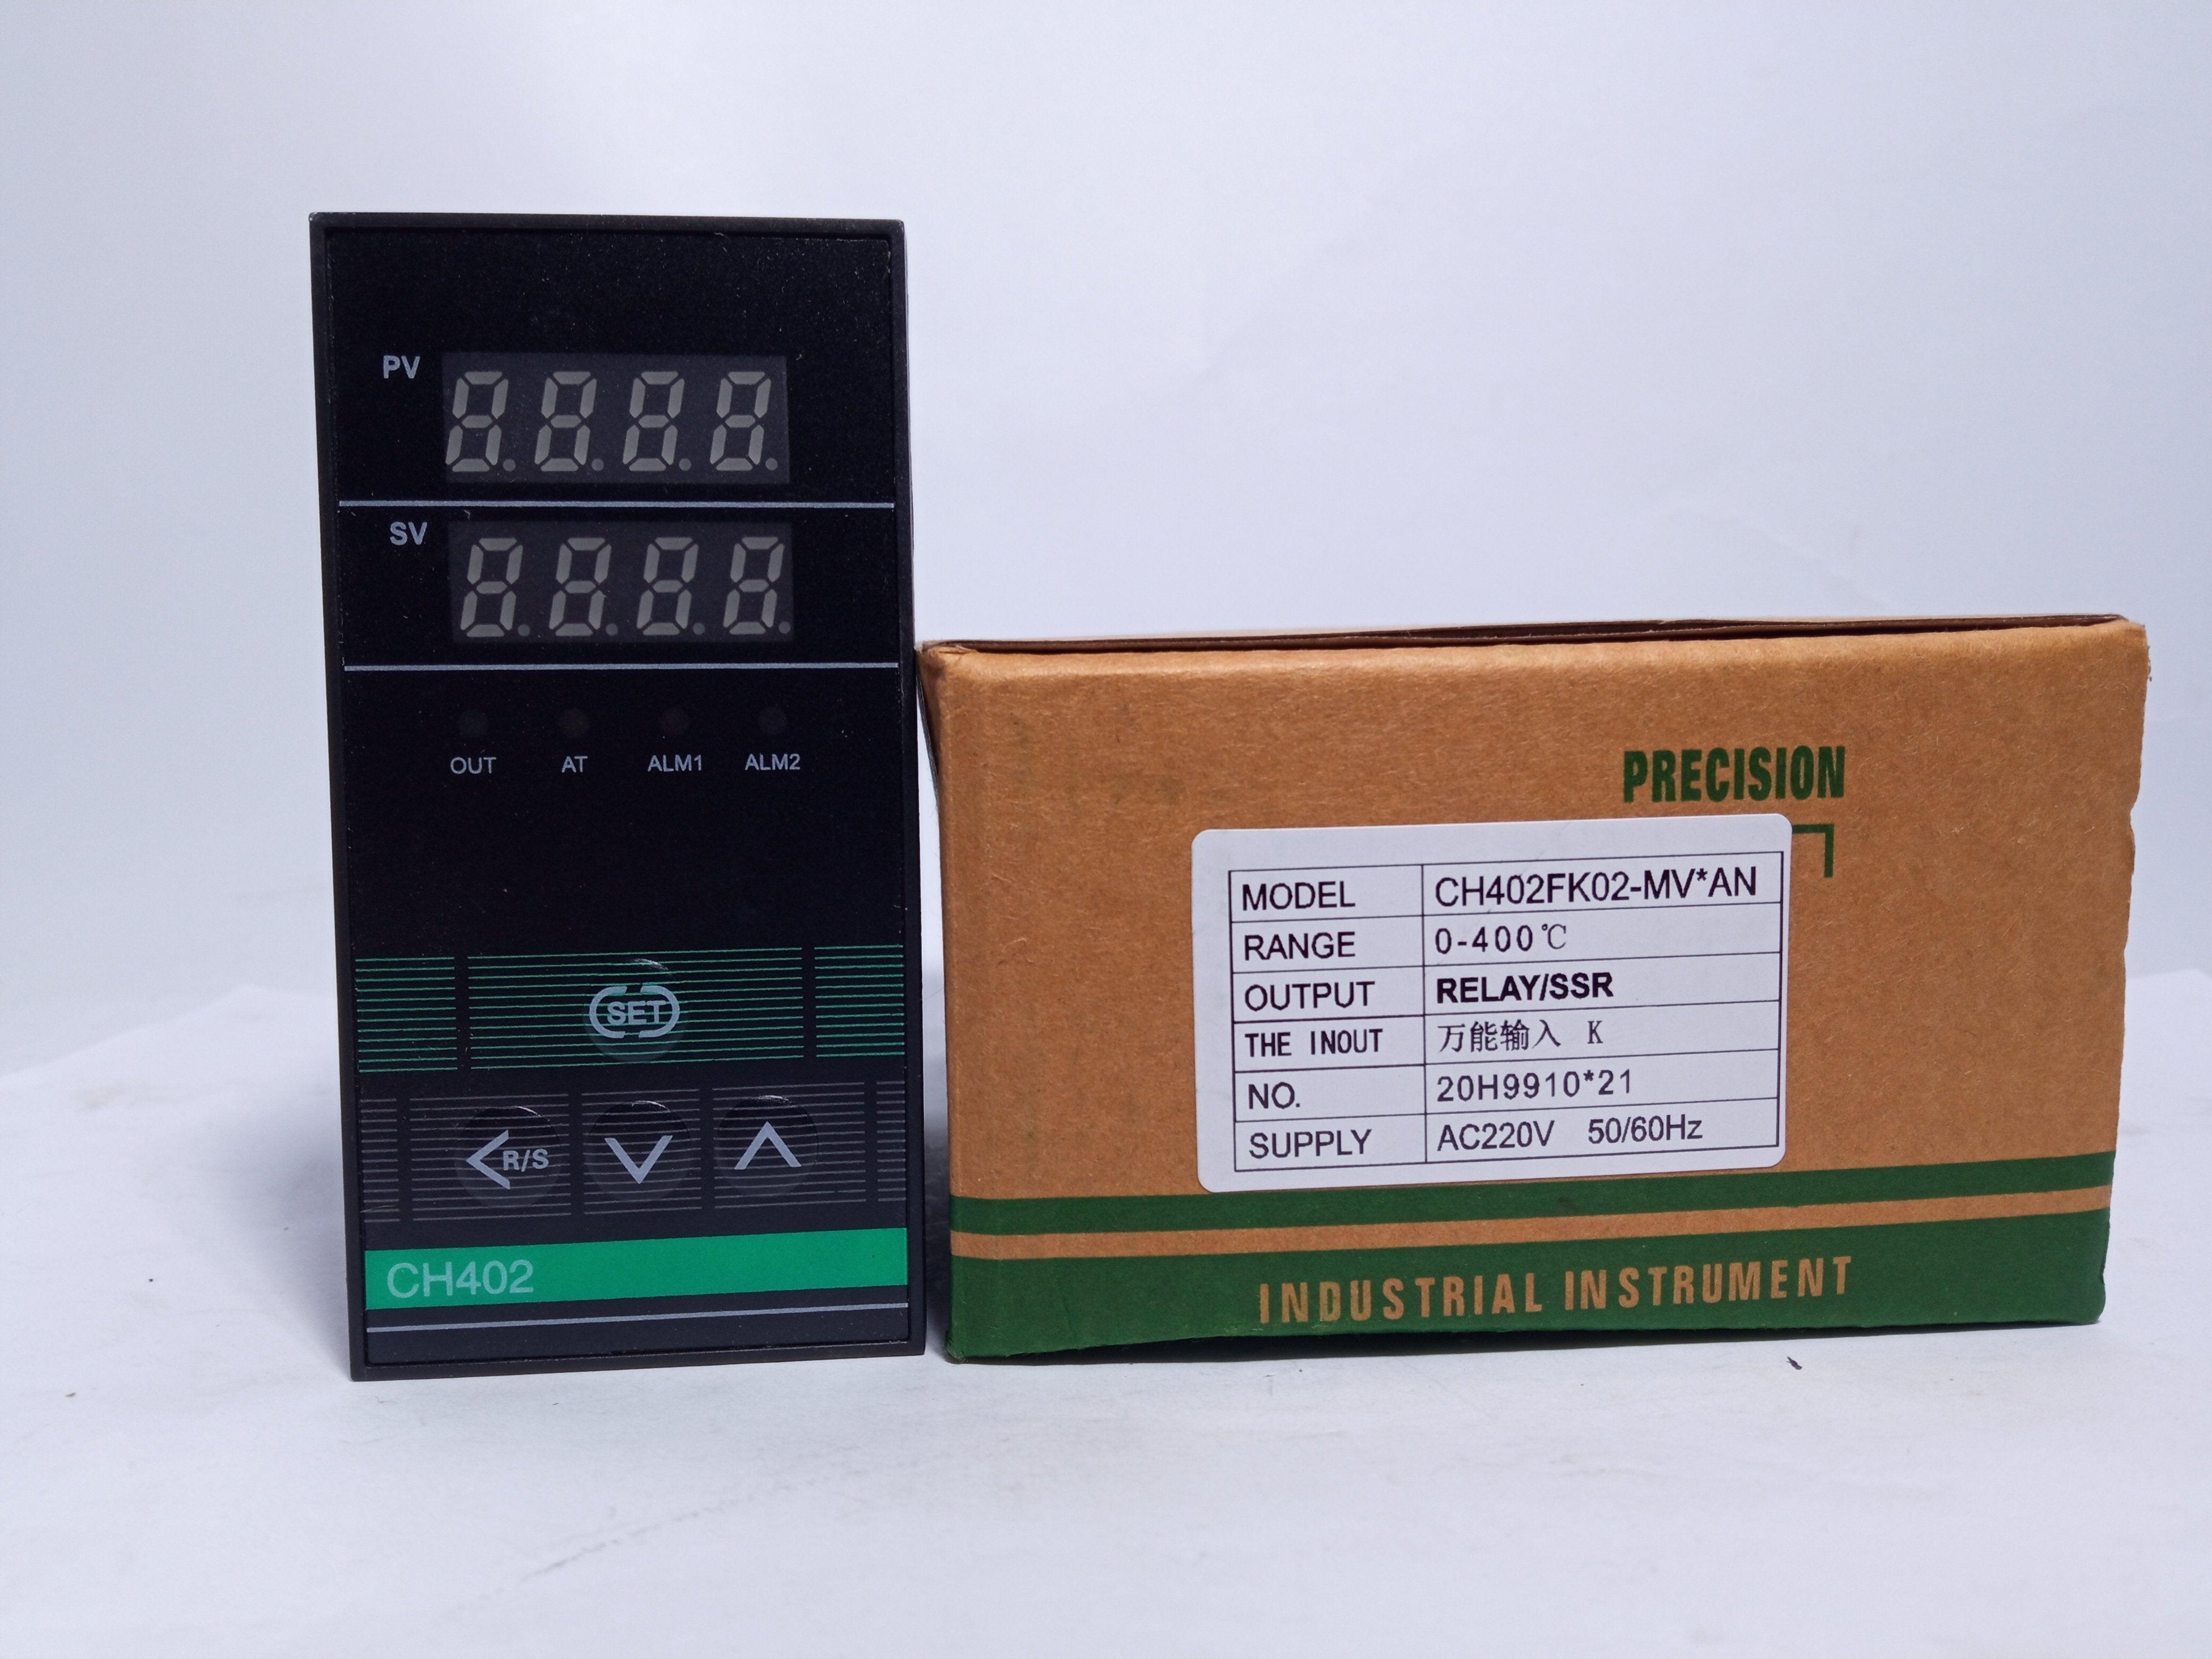 PV
SV
OUT AT ALM1 ALM2
SET
R/S
CH402
PRECISION
MODEL CH402FK02-MV*AN
RANGE 0-400℃
OUTPUT RELAY/SSR
THE INOUT 万能输入 K
NO. 20H9910*21
SUPPLY AC220V 50/60Hz
INDUSTRIAL INSTRUMENT